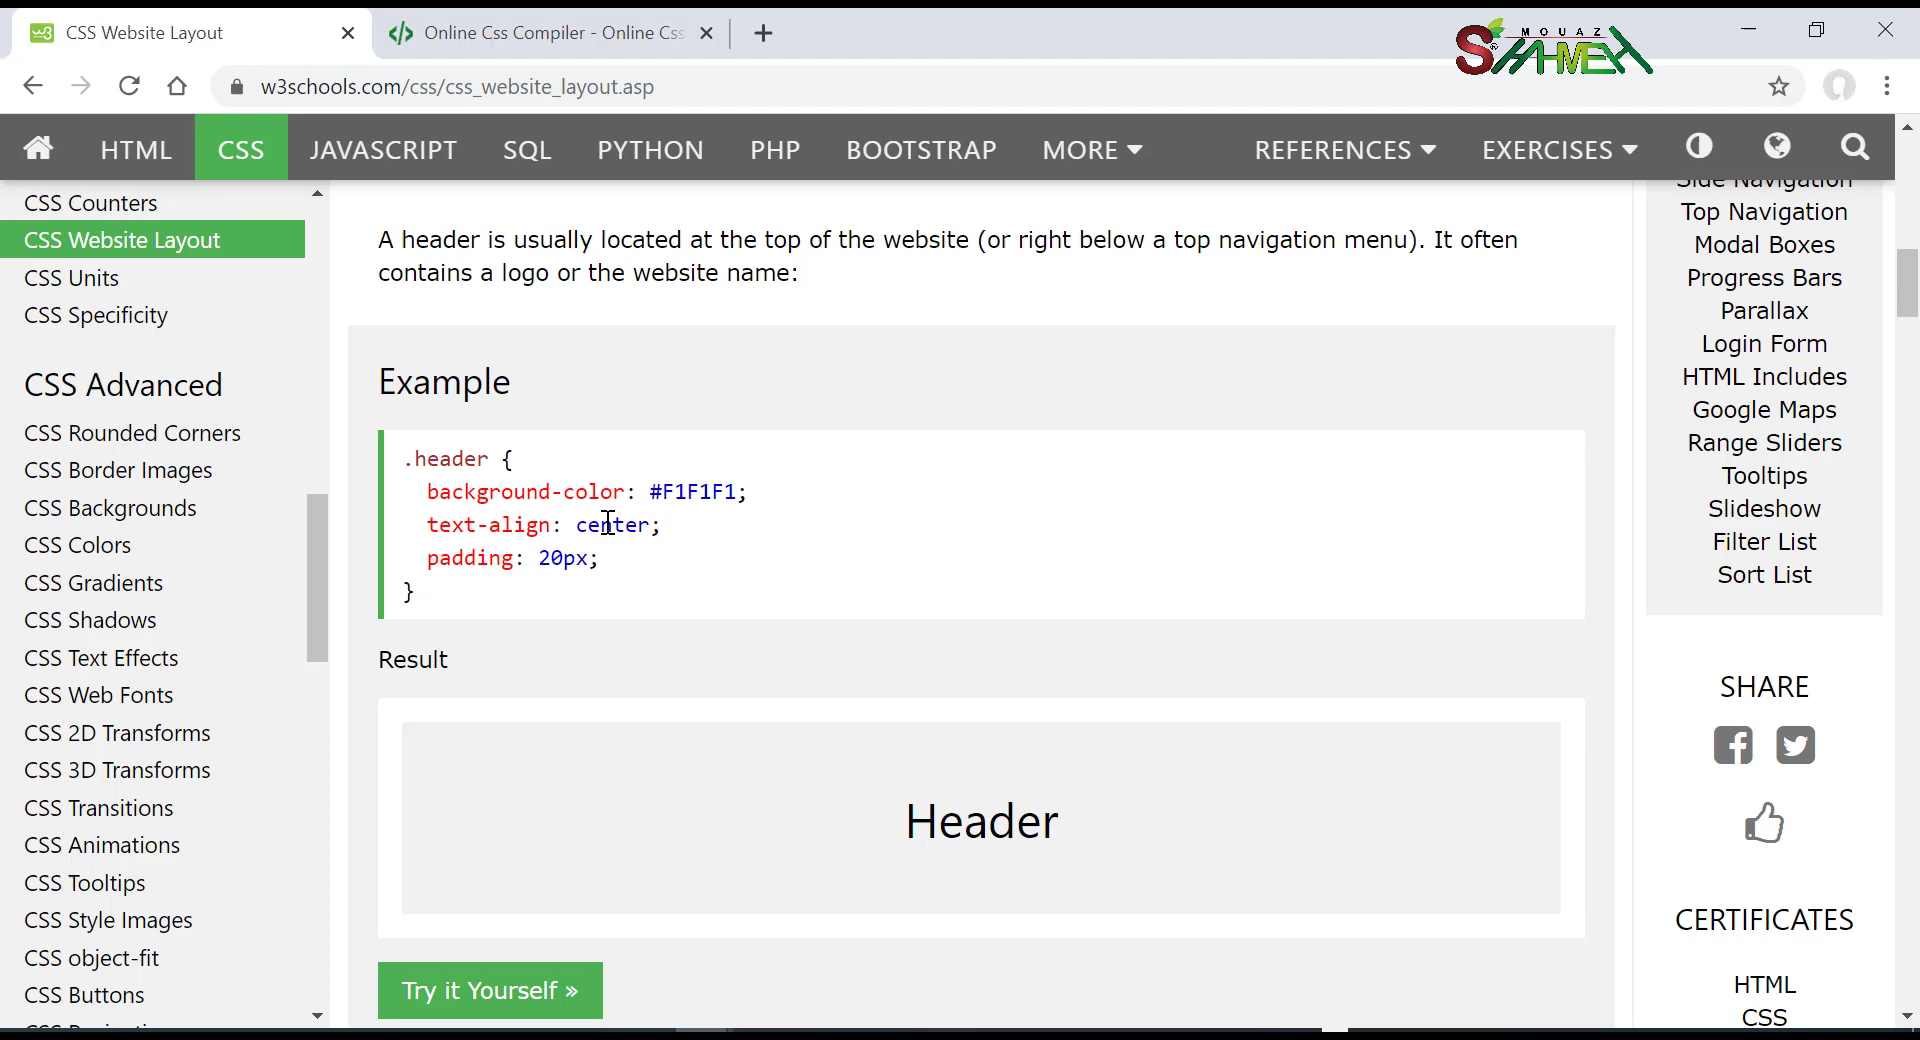 CSS Website Layout
Online Css Compiler - Online Css
MOUAZ
SHAHMEH
w3schools.com/css/css_website_layout.asp
HTML
CSS
JAVASCRIPT
SQL
PYTHON
PHP
BOOTSTRAP
MORE
REFERENCES
EXERCISES
CSS Counters
CSS Website Layout
CSS Units
CSS Specificity
CSS Advanced
CSS Rounded Corners
CSS Border Images
CSS Backgrounds
CSS Colors
CSS Gradients
CSS Shadows
CSS Text Effects
CSS Web Fonts
CSS 2D Transforms
CSS 3D Transforms
CSS Transitions
CSS Animations
CSS Tooltips
CSS Style Images
CSS object-fit
CSS Buttons
A header is usually located at the top of the website (or right below a top navigation menu). It often
contains a logo or the website name:
Example
.header {
background-color: #F1F1F1;
text-align: center;
padding: 20px;
}
Result
Header
Try it Yourself »
Side Navigation
Top Navigation
Modal Boxes
Progress Bars
Parallax
Login Form
HTML Includes
Google Maps
Range Sliders
Tooltips
Slideshow
Filter List
Sort List
SHARE
CERTIFICATES
HTML
CSS